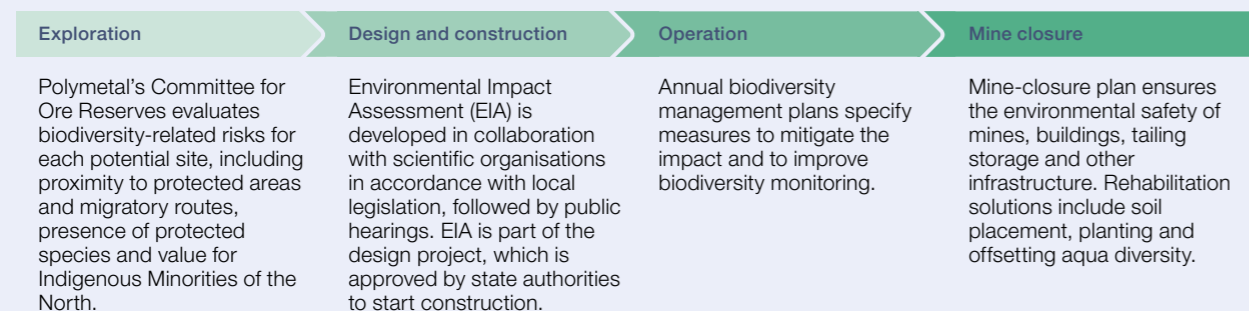 Exploration
Polymetal's Committee for
Ore Reserves evaluates
biodiversity-related risks for
each potential site, including
proximity to protected areas
and migratory routes,
presence of protected
species and value for
Indigenous Minorities of the
North.
Design and construction
Environmental Impact
Assessment (EIA) is
developed in collaboration
with scientific organisations
in accordance with local
legislation, followed by public
hearings. EIA is part of the
design project, which is
approved by state authorities
to start construction.
Operation
Annual biodiversity
management plans specify
measures to mitigate the
impact and to improve
biodiversity monitoring.
Mine closure
Mine-closure plan ensures
the environmental safety of
mines, buildings, tailing
storage and other
infrastructure. Rehabilitation
solutions include soil
placement, planting and
offsetting aqua diversity.